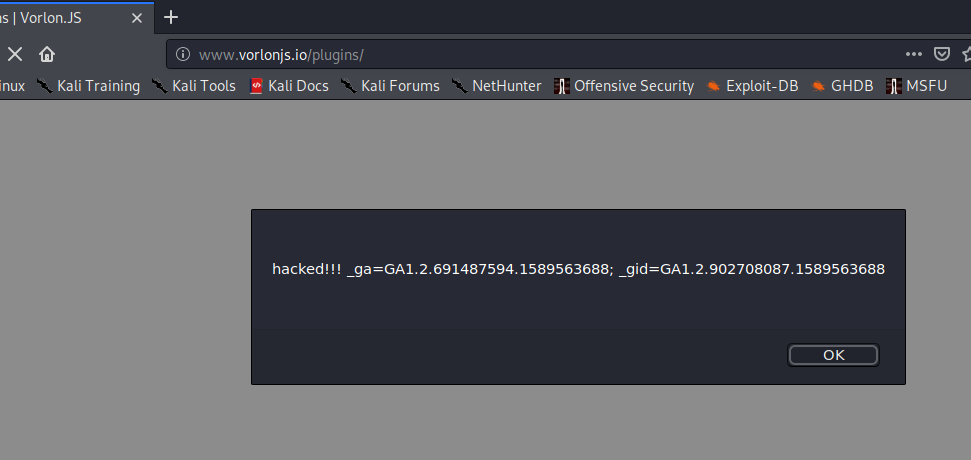 ns | Vorlon.JS
www.vorlonjs.io/plugins/
inux Kali Training Kali Tools Kali Docs Kali Forums NetHunter Offensive Security Exploit-DB GHDB MSFU
hacked!!! _ga=GA1.2.691487594.1589563688; _gid=GA1.2.902708087.1589563688
OK